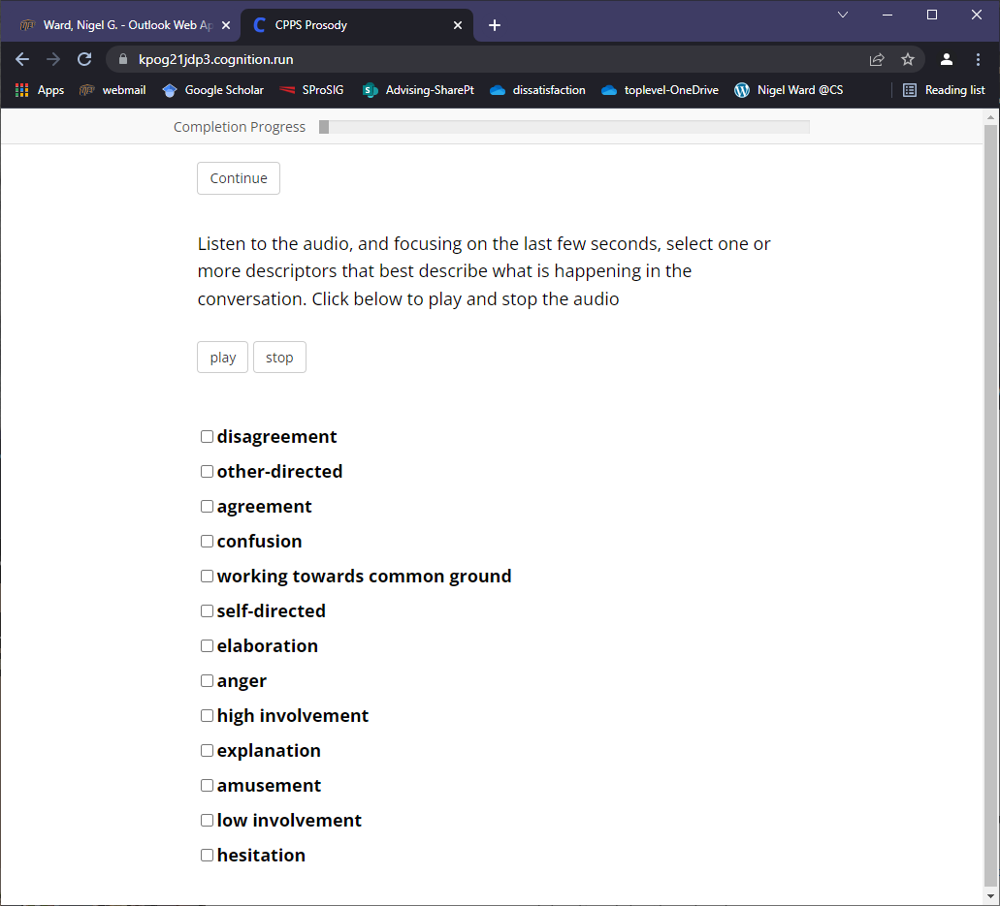 Ward, Nigel G. - Outlook Web Ap
CPPS Prosody
kpog21jdp3.cognition.run
Apps webmail Google Scholar SProSIG Advising-SharePt dissatisfaction toplevel-OneDrive Nigel Ward @CS Reading list
Completion Progress
Continue
Listen to the audio, and focusing on the last few seconds, select one or
more descriptors that best describe what is happening in the
conversation. Click below to play and stop the audio
play stop
disagreement
other-directed
agreement
confusion
working towards common ground
self-directed
elaboration
anger
high involvement
explanation
amusement
low involvement
hesitation